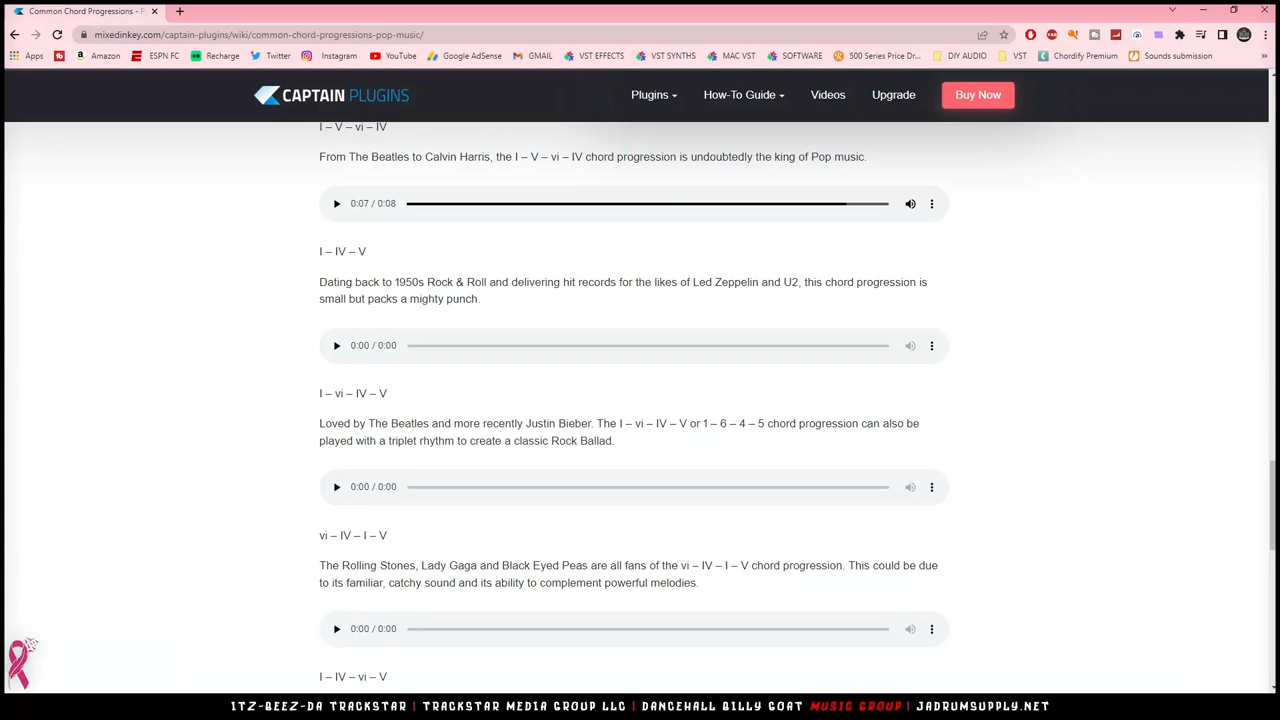 Common Chord Progressions - P
mixedinkey.com/captain-plugins/wiki/common-chord-progressions-pop-music/
Apps Amazon ESPN FC Recharge Twitter Instagram YouTube Google AdSense GMAIL VST EFFECTS VST SYNTHS MAC VST SOFTWARE 500 Series Price Dr... DIY AUDIO VST Chordify Premium Sounds submission »
CAPTAIN PLUGINS Plugins How-To Guide Videos Upgrade Buy Now
I – V – vi – IV
From The Beatles to Calvin Harris, the I – V – vi – IV chord progression is undoubtedly the king of Pop music.
0:07 / 0:08
I – IV – V
Dating back to 1950s Rock & Roll and delivering hit records for the likes of Led Zeppelin and U2, this chord progression is
small but packs a mighty punch.
0:00 / 0:00
I – vi – IV – V
Loved by The Beatles and more recently Justin Bieber. The I – vi – IV – V or 1 – 6 – 4 – 5 chord progression can also be
played with a triplet rhythm to create a classic Rock Ballad.
0:00 / 0:00
vi – IV – I – V
The Rolling Stones, Lady Gaga and Black Eyed Peas are all fans of the vi – IV – I – V chord progression. This could be due
to its familiar, catchy sound and its ability to complement powerful melodies.
0:00 / 0:00
I – IV – vi – V
ITZ-BEEZ-DA TRACKSTAR | TRACKSTAR MEDIA GROUP LLC | DANCEHALL BILLY GOAT MUSIC GROUP | JADRUMSUPPLY.NET